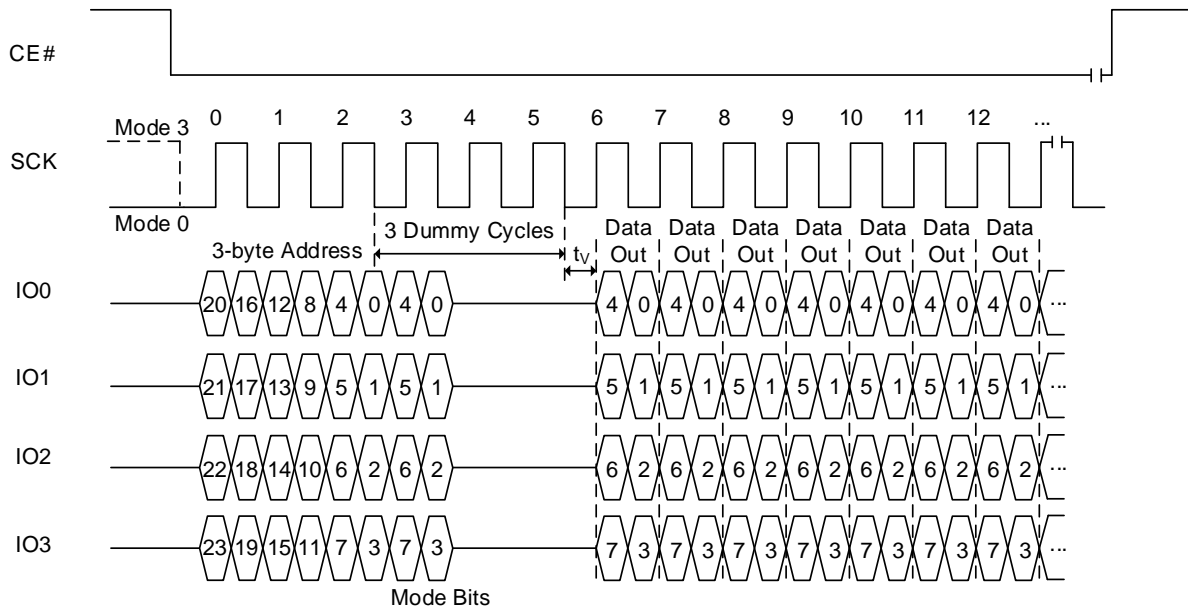 CE#
0 1 2 3 4 5 6 7 8 9 10 11 12 ...
Mode 3
SCK
Mode 0
3 Dummy Cycles
Data Data Data Data Data Data Data
3-byte Address
tV
Out Out Out Out Out Out Out
IO0
20 16 12 8 4 0 4 0 4 0 4 0 4 0 4 0 4 0 4 0 4 0 ...
IO1
21 17 13 9 5 1 5 1 5 1 5 1 5 1 5 1 5 1 5 1 5 1 ...
IO2
22 18 14 10 6 2 6 2 6 2 6 2 6 2 6 2 6 2 6 2 6 2 ...
IO3
23 19 15 11 7 3 7 3 7 3 7 3 7 3 7 3 7 3 7 3 7 3 ...
Mode Bits